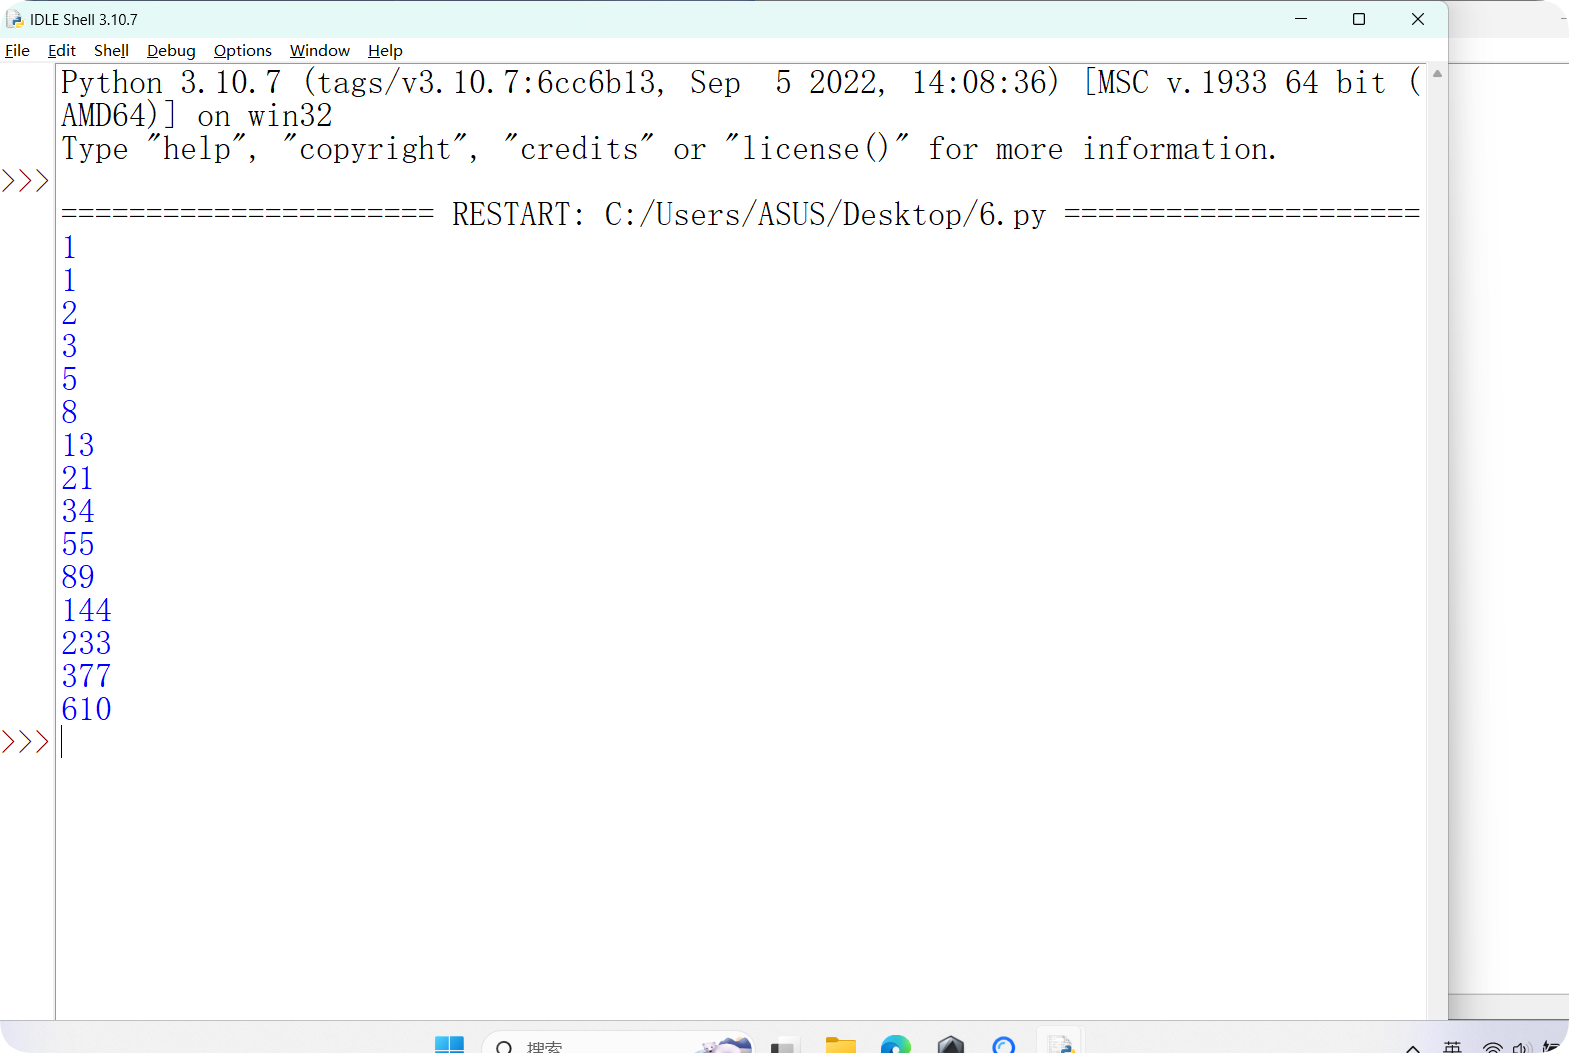 IDLE Shell 3.10.7
File Edit Shell Debug Options Window Help
Python 3.10.7 (tags/v3.10.7:6cc6b13, Sep  5 2022, 14:08:36) [MSC v.1933 64 bit (
AMD64)] on win32
Type "help", "copyright", "credits" or "license()" for more information.
>>>
====================== RESTART: C:/Users/ASUS/Desktop/6.py =====================
1
1
2
3
5
8
13
21
34
55
89
144
233
377
610
>>>
搜索
英